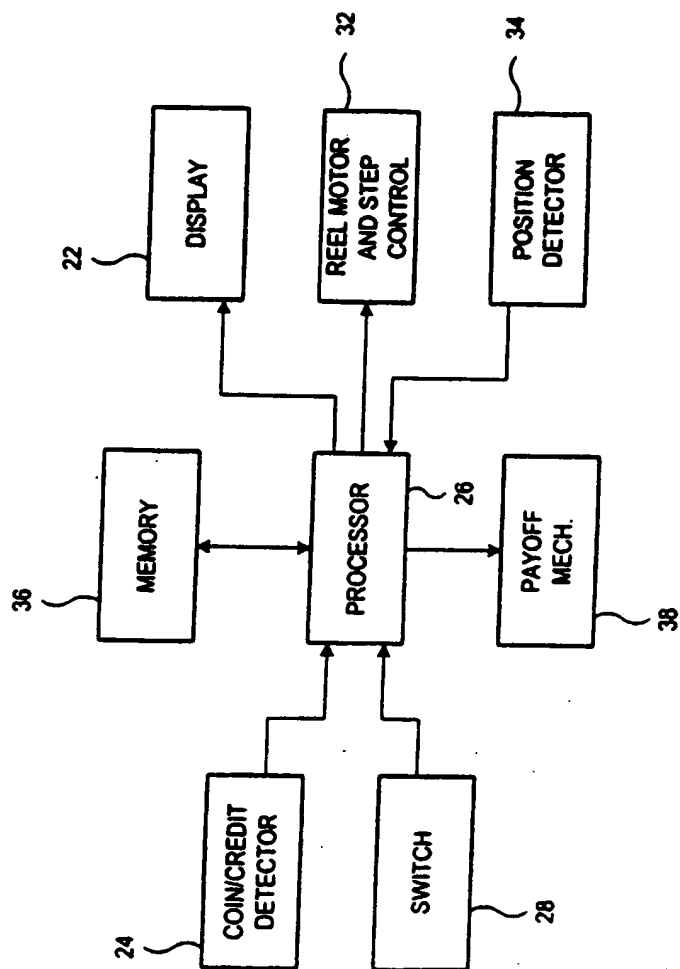 36
MEMORY
22
DISPLAY
24
COIN/CREDIT
DETECTOR
PROCESSOR
26
REEL MOTOR
AND STEP
CONTROL
32
SWITCH
28
PAYOFF
MECH.
38
POSITION
DETECTOR
34